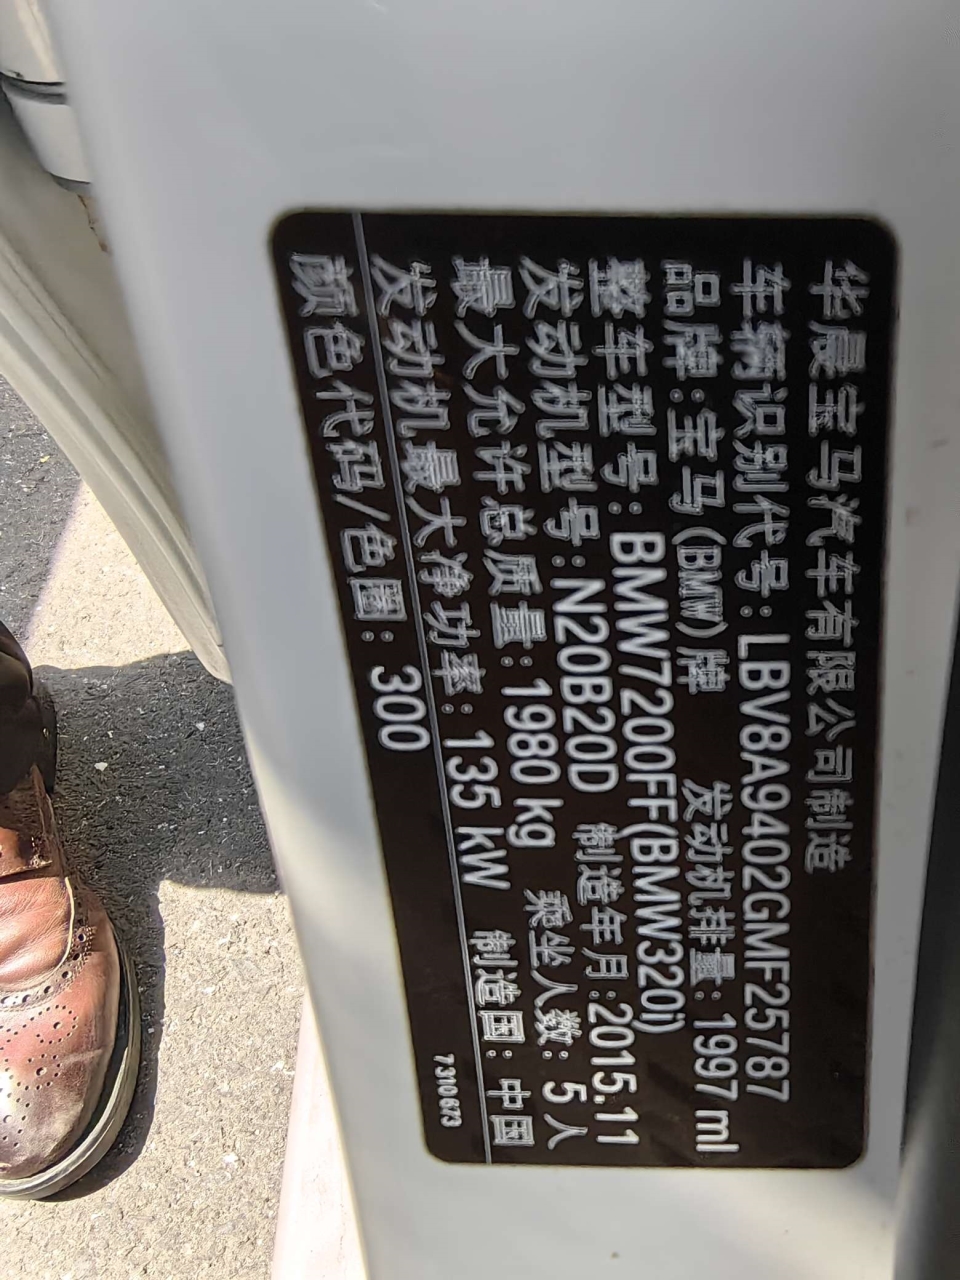 华晨宝马汽车有限公司制造
车辆识别代号：LBV8A9402GMF25787
品牌：宝马(BMW)牌 发动机排量：1997 ml
整车型号：BMW7200FF(BMW320i)
发动机型号：N20B20D 制造年月：2015.11
最大允许总质量：1980 kg 乘坐人数：5人
发动机最大净功率：135 kW 制造国：中国
颜色代码/色圈：300 7310673